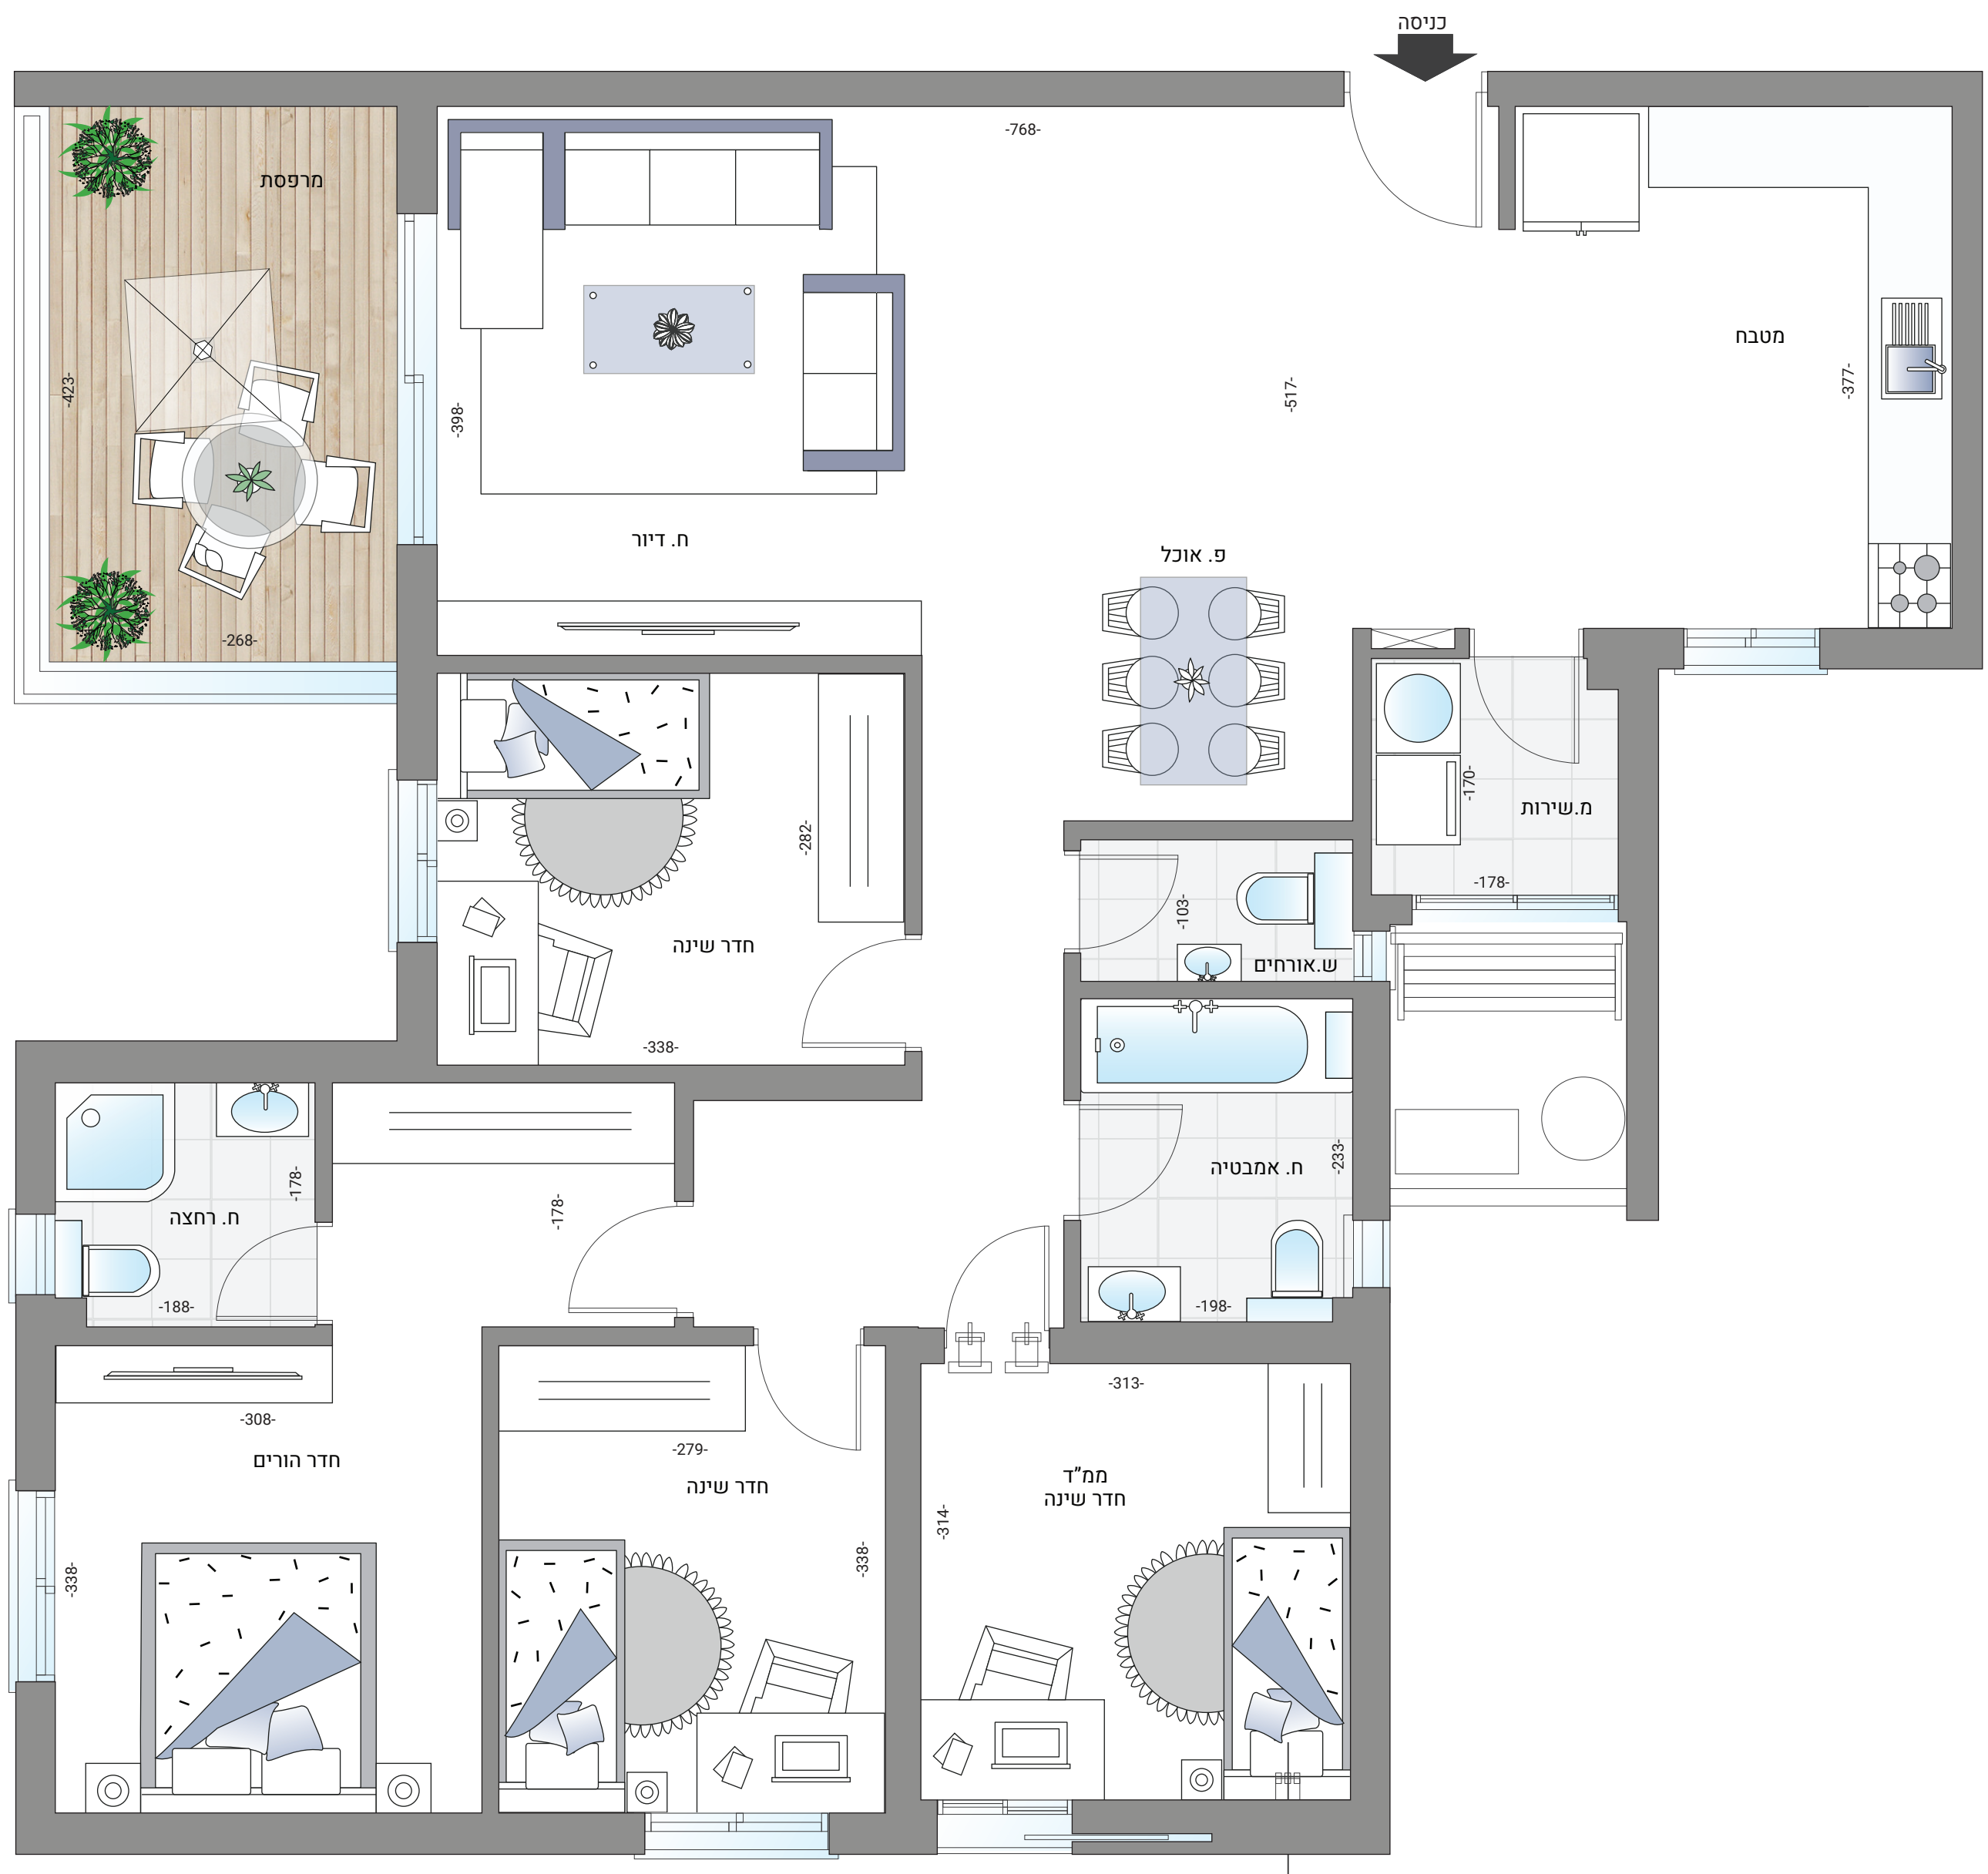 כניסה
-768-
מרפסת
מטבח
-423-
-398-
-517-
-377-
ח. דיור
פ. אוכל
-268-
-170-
מ.שירות
-282-
-178-
-103-
חדר שינה
ש.אורחים
-338-
ח. אמבטיה
-233-
-178-
-178-
ח. רחצה
-188-
-198-
-313-
-308-
-279-
חדר הורים
חדר שינה
ממ”ד
חדר שינה
-314-
-338-
-338-